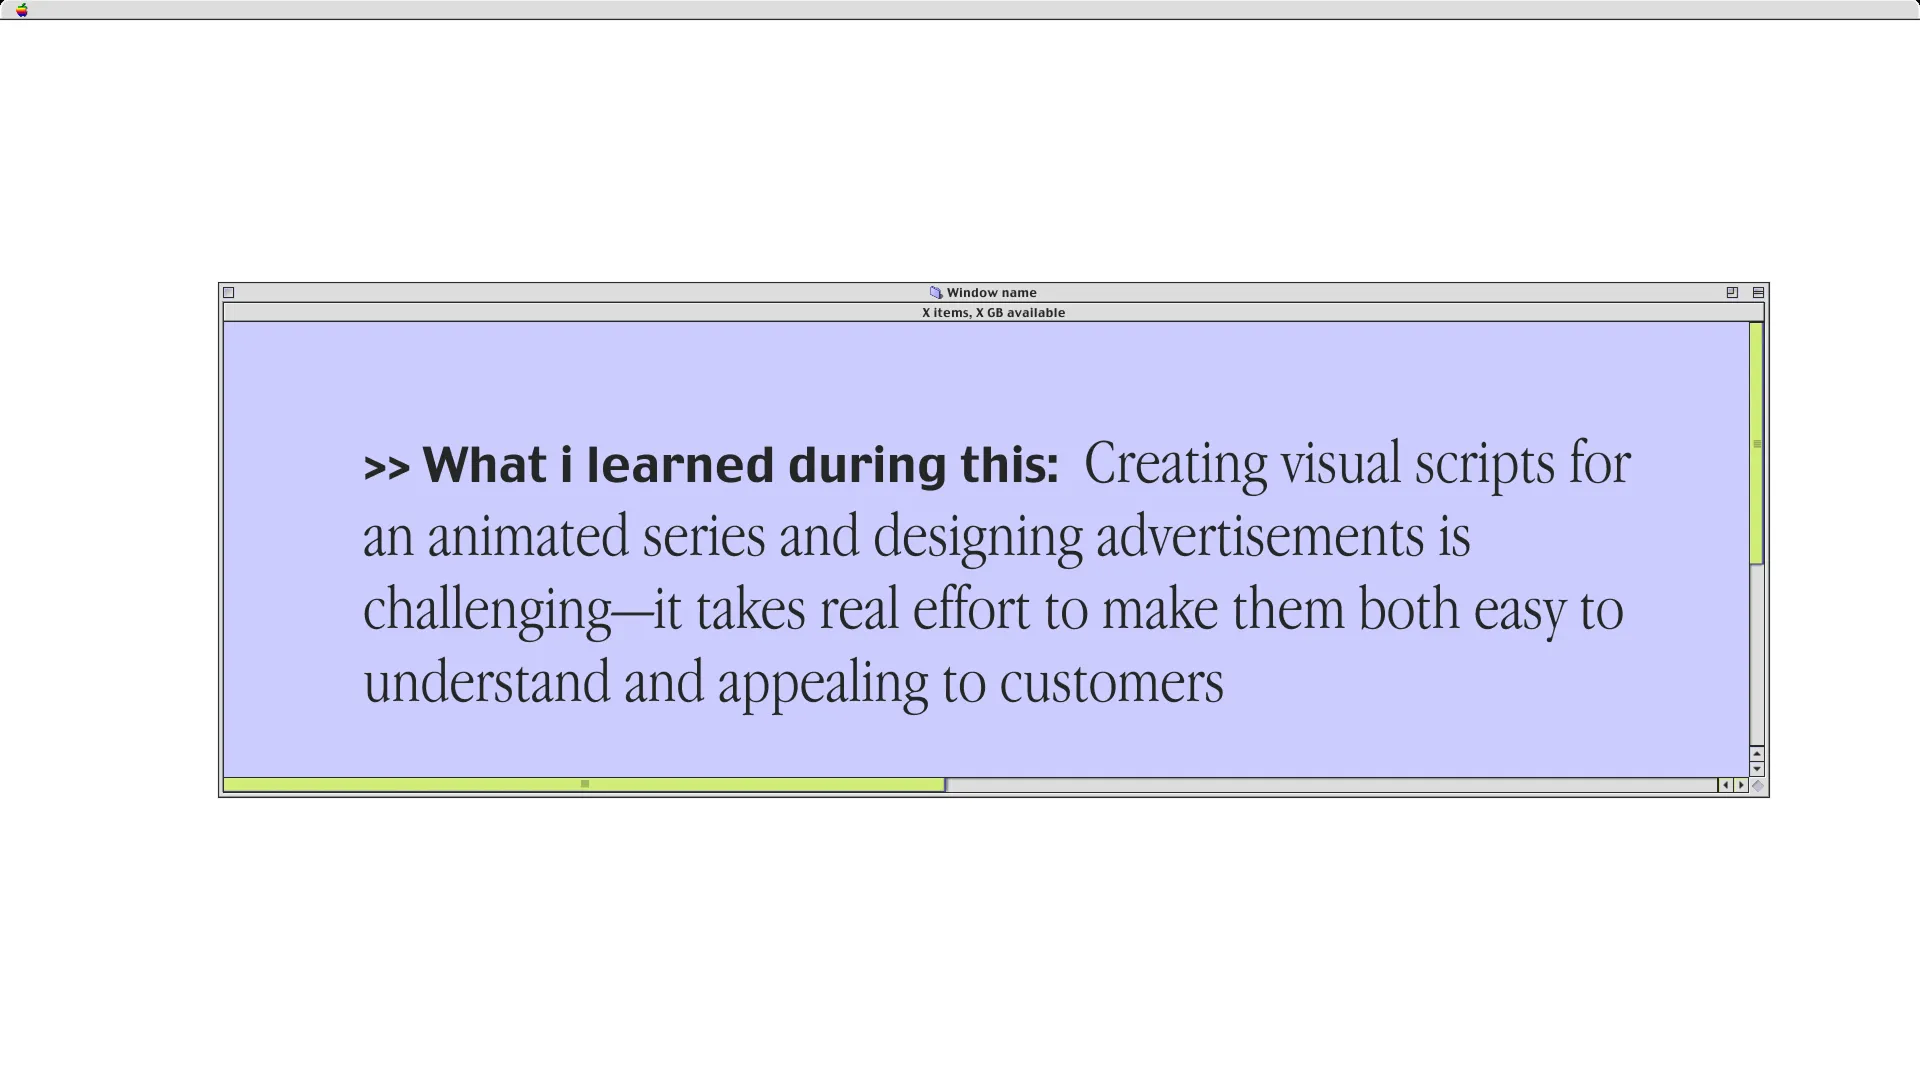 Window name
X items, X GB available
>> What i learned during this: Creating visual scripts for
an animated series and designing advertisements is
challenging—it takes real effort to make them both easy to
understand and appealing to customers